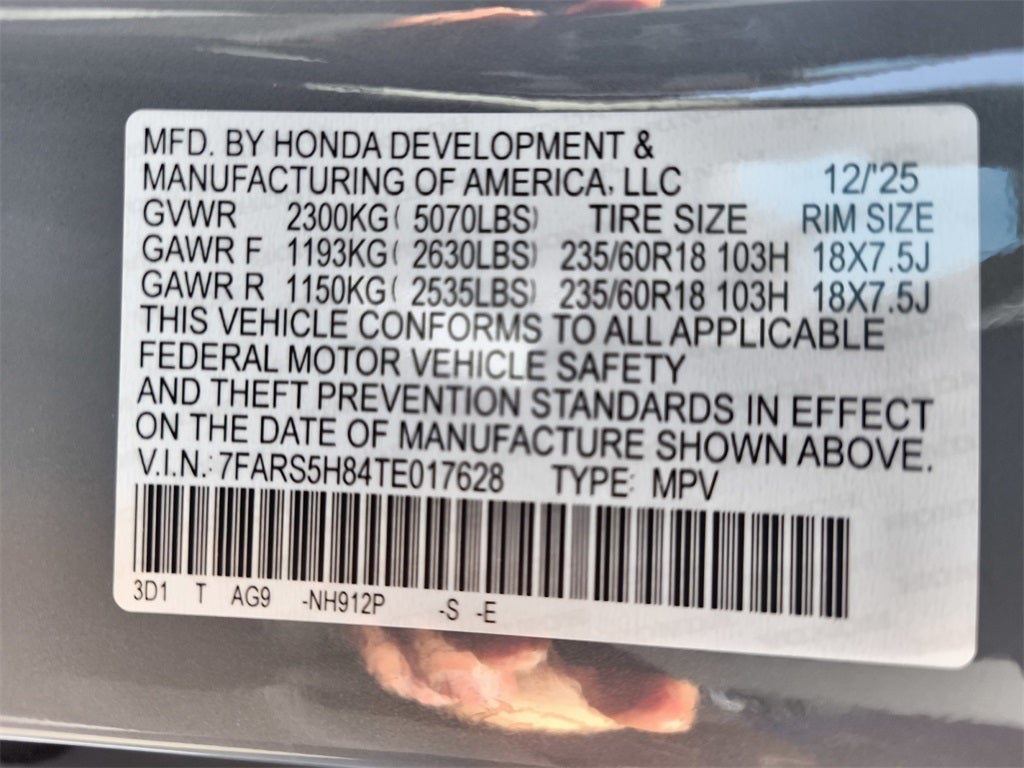 MFD. BY HONDA DEVELOPMENT &
MANUFACTURING OF AMERICA, LLC 12/'25
GVWR 2300KG( 5070LBS) TIRE SIZE RIM SIZE
GAWR F 1193KG( 2630LBS) 235/60R18 103H 18X7.5J
GAWR R 1150KG( 2535LBS) 235/60R18 103H 18X7.5J
THIS VEHICLE CONFORMS TO ALL APPLICABLE
FEDERAL MOTOR VEHICLE SAFETY
AND THEFT PREVENTION STANDARDS IN EFFECT
ON THE DATE OF MANUFACTURE SHOWN ABOVE.
V.I.N.: 7FARS5H84TE017628 TYPE: MPV
3D1 T AG9 -NH912P -S -E